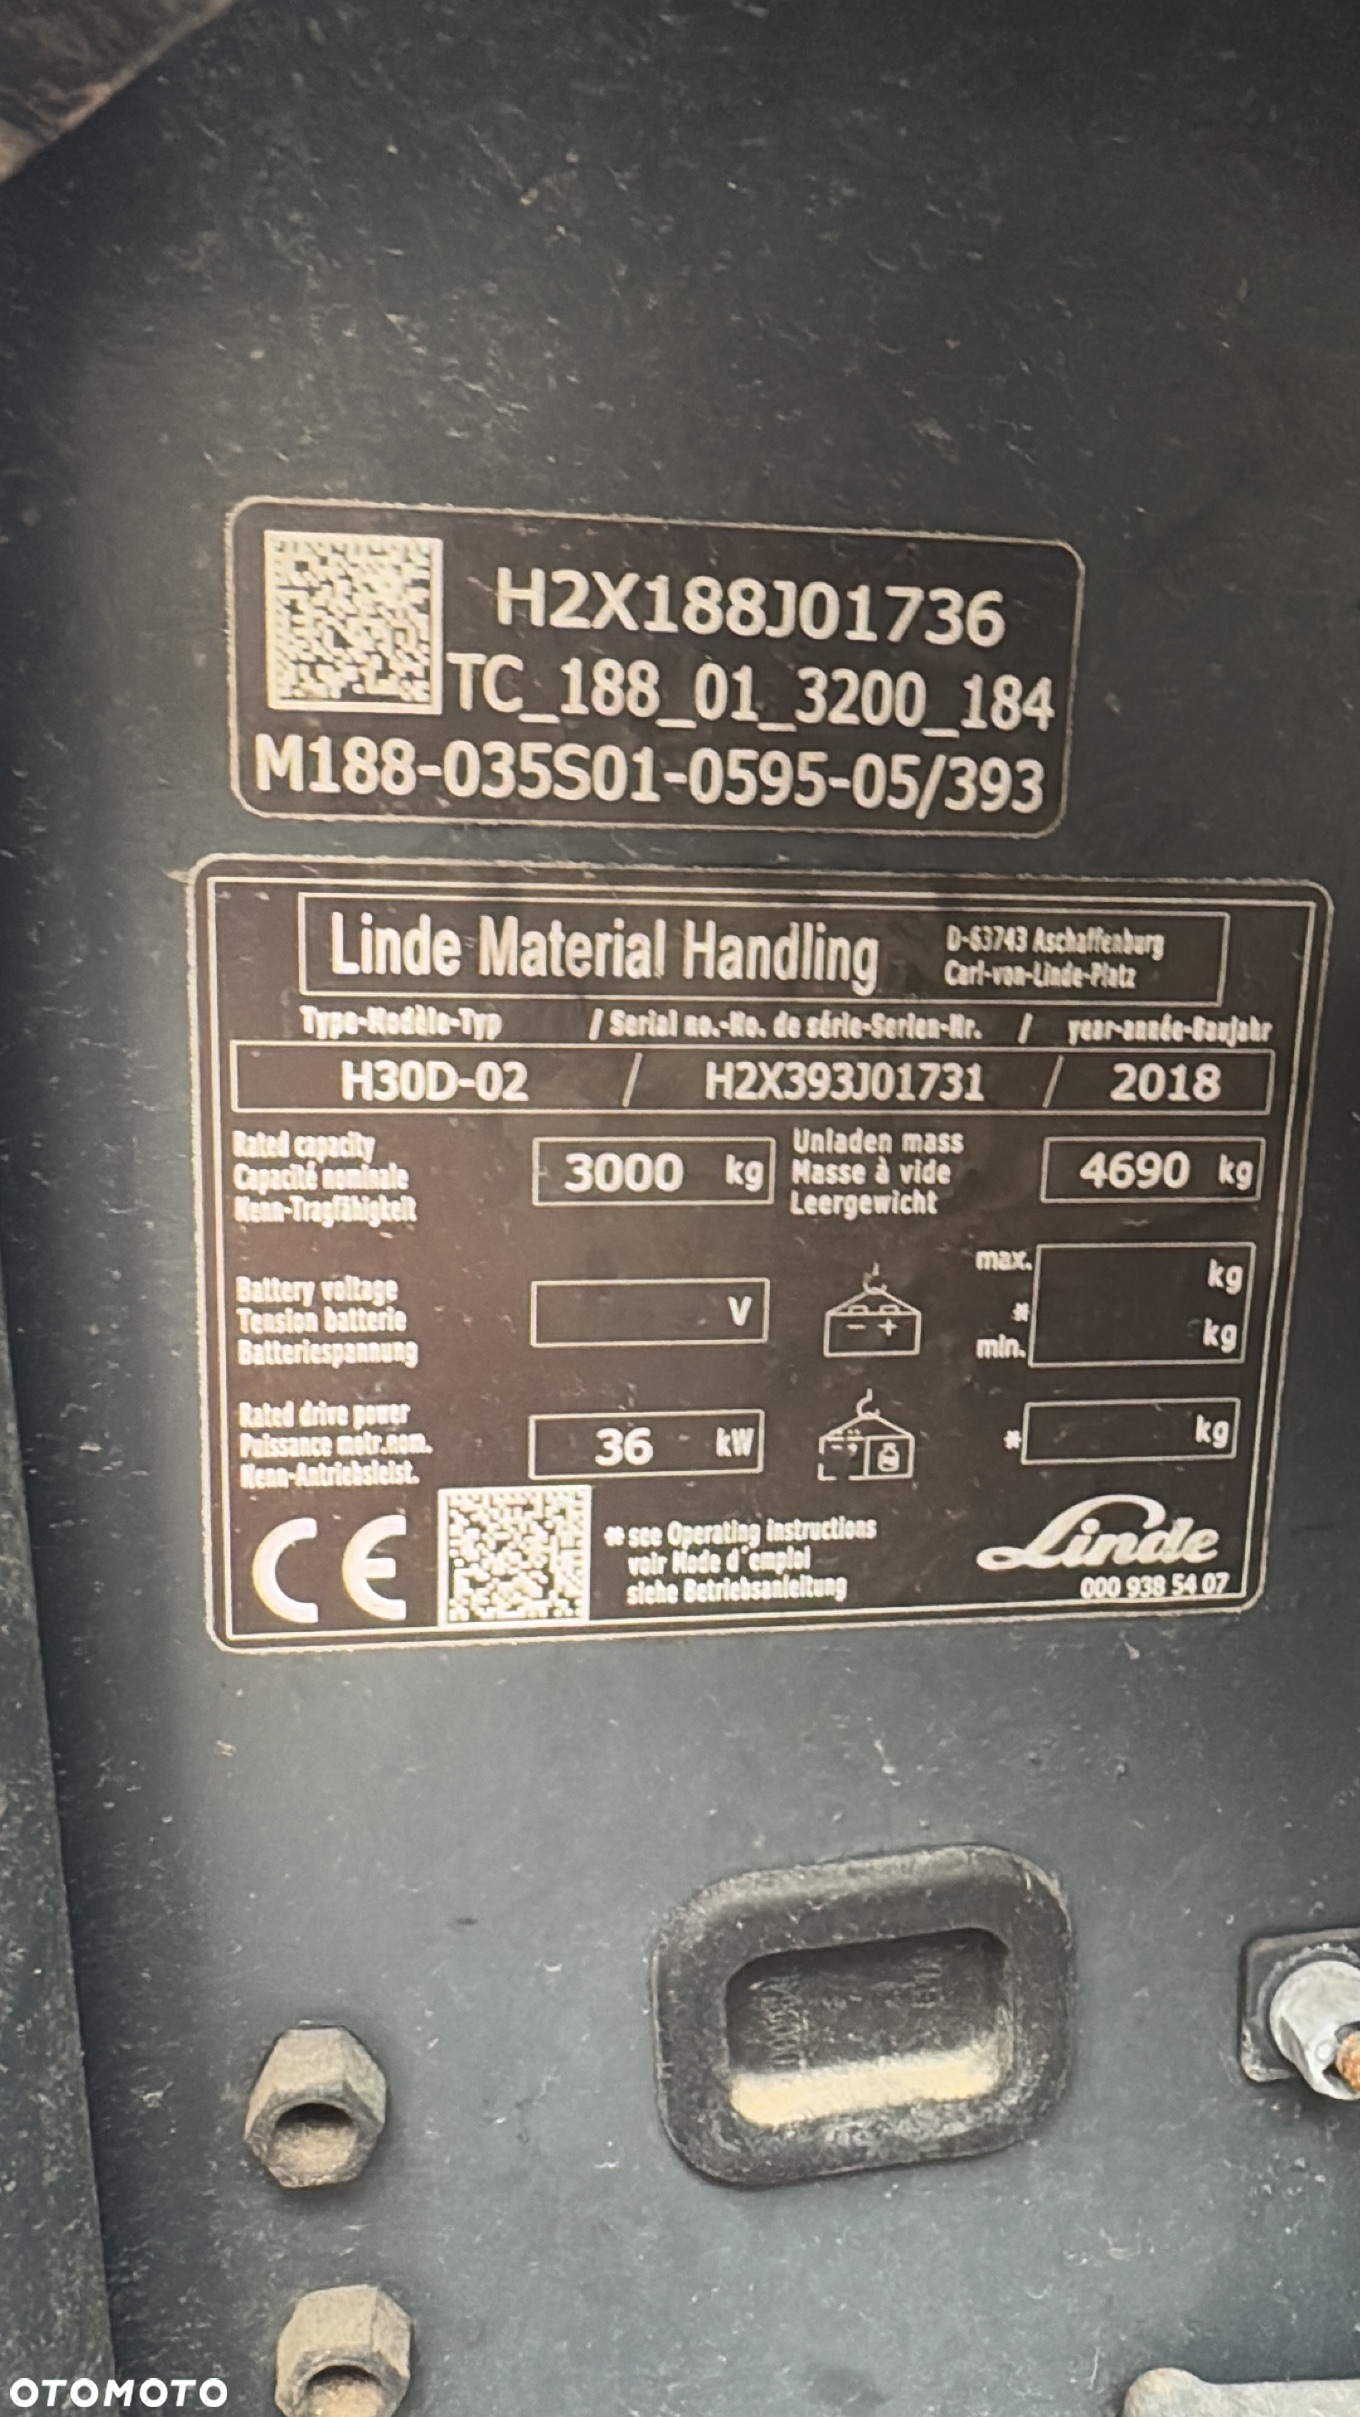 H2X188J01736
TC_188_01_3200_184
M188-035S01-0595-05/393
Linde Material Handling
D-63743 Aschaffenburg
Carl-von-Linde-Platz
Type-Modèle-Typ / Serial no.-No. de série-Serien-Nr. / year-année-Baujahr
H30D-02 / H2X393J01731 / 2018
Rated capacity
Capacité nominale
Nenn-Tragfähigkeit
3000 kg
Unladen mass
Masse à vide
Leergewicht
4690 kg
Battery voltage
Tension batterie
Batteriespannung
V
- +
max. kg
*
min. kg
Rated drive power
Puissance motr.nom.
Nenn-Antriebsleist.
36 kW
* kg
CE
* see Operating instructions
voir Mode d'emploi
siehe Betriebsanleitung
Linde
000 938 54 07
OTOMOTO